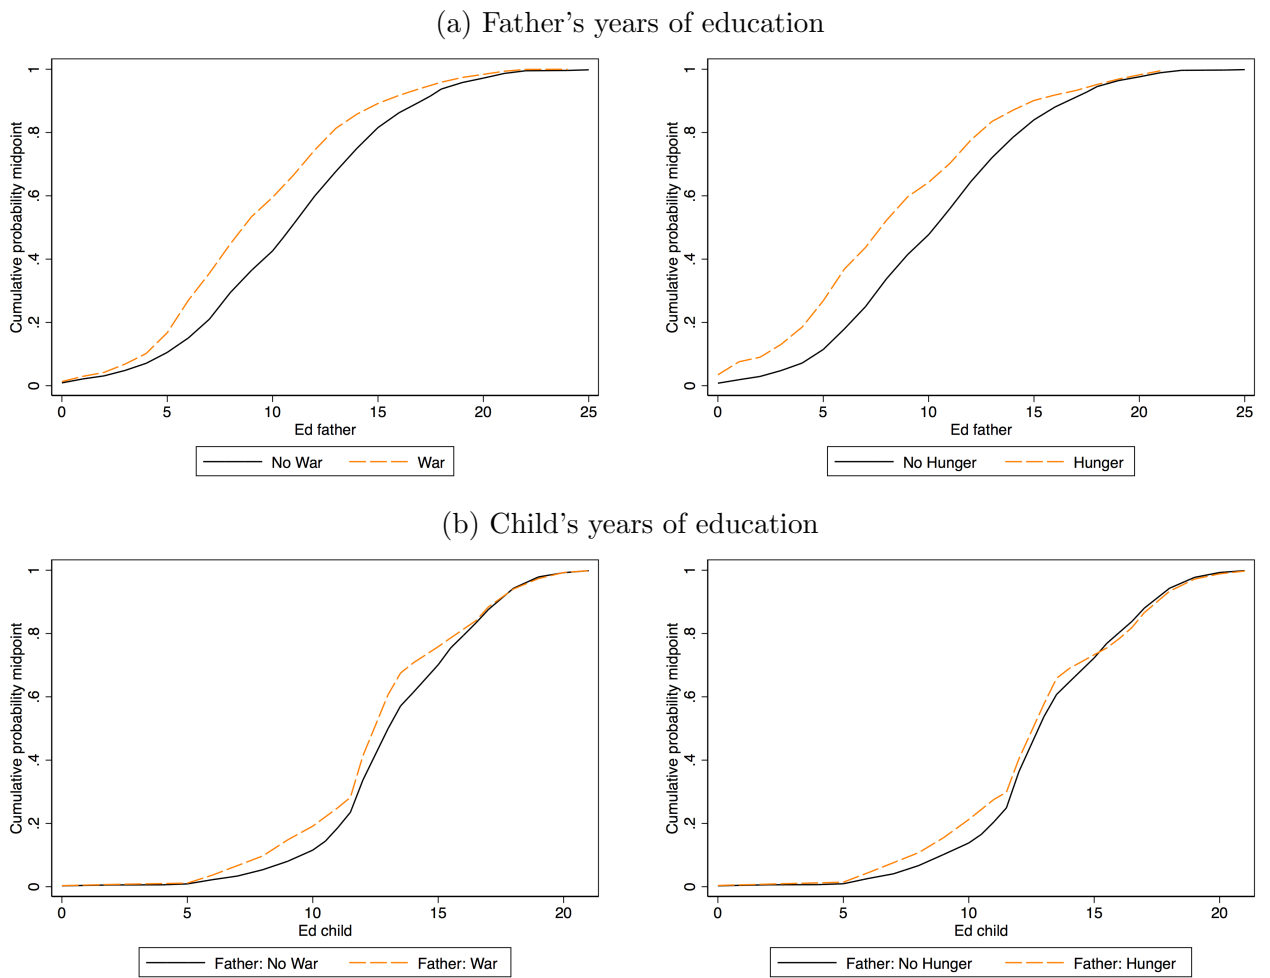 (a) Father's years of education
Cumulative probability midpoint
0 .2 .4 .6 .8 1
0 5 10 15 20 25
Ed father
No War War
Cumulative probability midpoint
0 .2 .4 .6 .8 1
0 5 10 15 20 25
Ed father
No Hunger Hunger
(b) Child's years of education
Cumulative probability midpoint
0 .2 .4 .6 .8 1
0 5 10 15 20
Ed child
Father: No War Father: War
Cumulative probability midpoint
0 .2 .4 .6 .8 1
0 5 10 15 20
Ed child
Father: No Hunger Father: Hunger